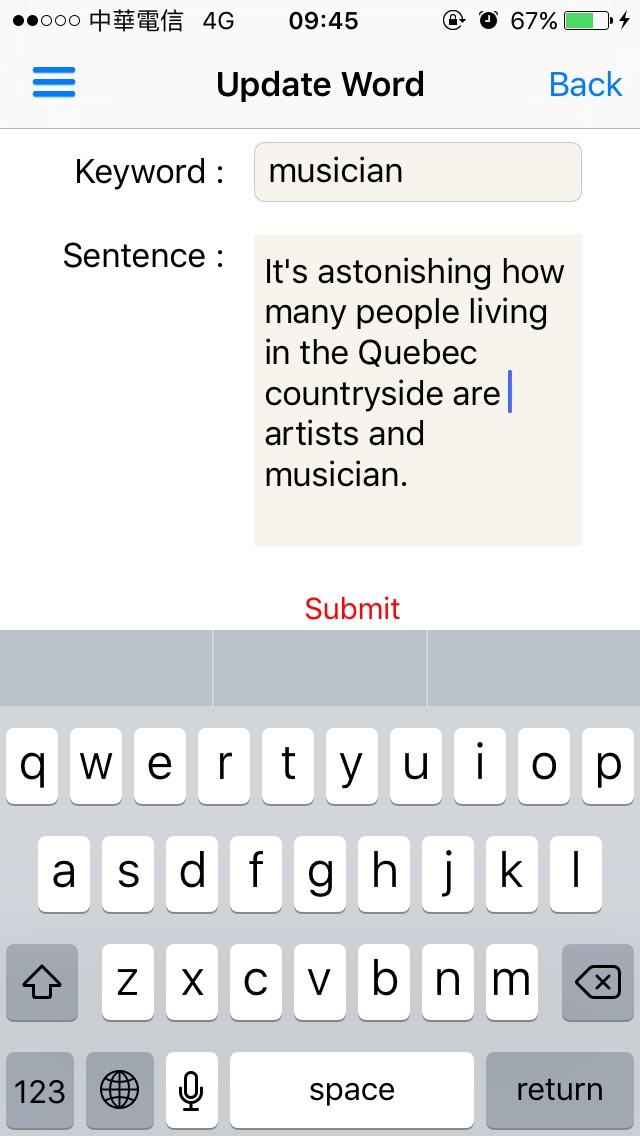 中華電信 4G 09:45 67%
Update Word Back
Keyword : musician
Sentence : It's astonishing how
many people living
in the Quebec
countryside are
artists and
musician.
Submit
q w e r t y u i o p
a s d f g h j k l
z x c v b n m
123 space return